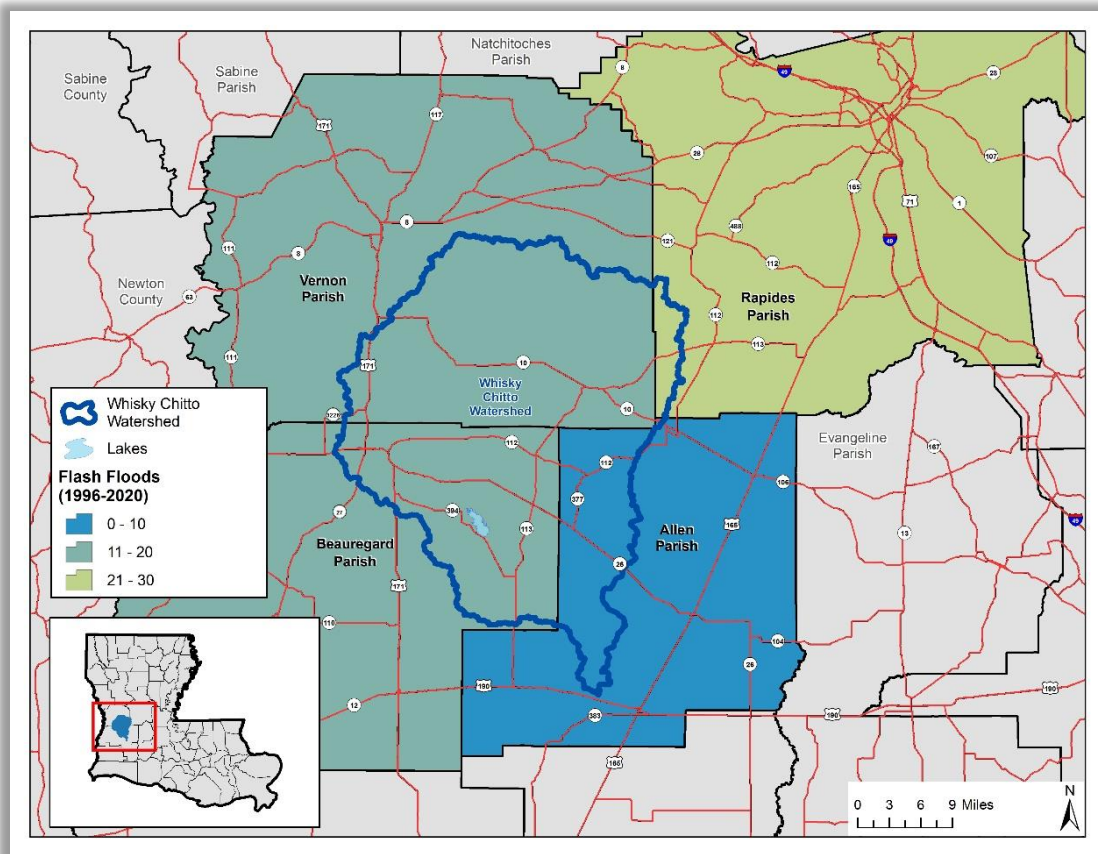 Natchitoches
Parish
Sabine
County
Sabine
Parish
8
49
28
171
117
28
107
165
71
1
111
8
8
121
488
49
112
Newton
County
63
Vernon
Parish
Rapides
Parish
112
113
111
171
10
Whisky
Chitto
Watershed
10
Whisky Chitto
Watershed
Lakes
Flash Floods
(1996-2020)
0 - 10
11 - 20
21 - 30
3226
112
112
Evangeline
Parish
167
377
106
27
394
113
165
49
13
Beauregard
Parish
Allen
Parish
26
171
110
104
26
190
190
12
383
190
165
0 3 6 9 Miles
N